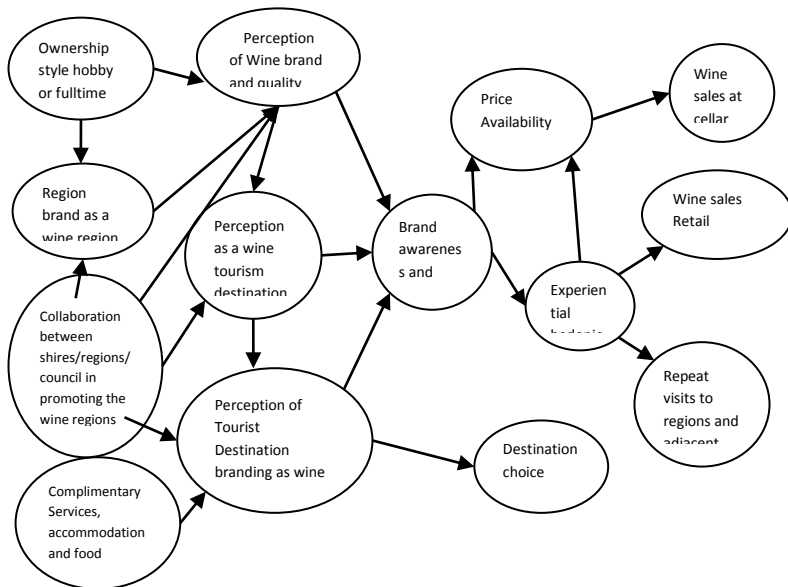 Ownership
style hobby
or fulltime
Perception
of Wine brand
and quality
Price
Availability
Wine
sales at
cellar
Region
brand as a
wine region
Perception
as a wine
tourism
destination
Brand
awarenes
s and
Wine sales
Retail
Experien
tial
hedonic
Collaboration
between
shires/regions/
council in
promoting the
wine regions
Perception of
Tourist
Destination
branding as wine
Destination
choice
Repeat
visits to
regions and
adjacent
Complimentary
Services,
accommodation
and food